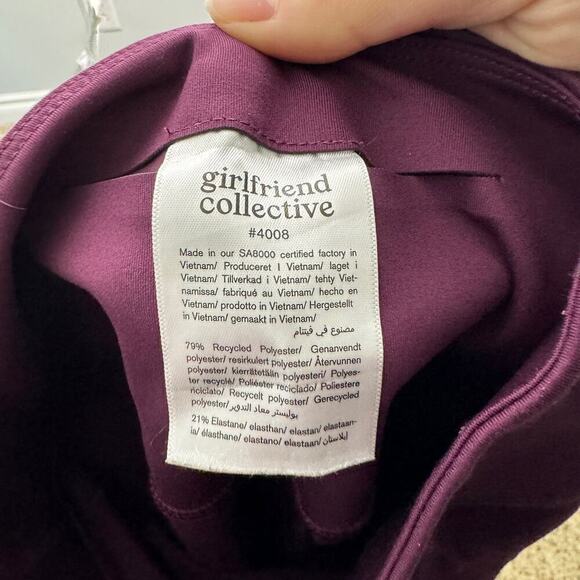 girlfriend
collective
#4008
Made in our SA8000 certified factory in
Vietnam/ Produceret I Vietnam/ laget i
Vietnam/ Tillverkad i Vietnam/ tehty Viet-
namissa/ fabriqué au Vietnam/ hecho en
Vietnam/ prodotto in Vietnam/ Hergestellt
in Vietnam/ gemaakt in Vietnam/
مصنوع في فيتنام
79% Recycled Polyester/ Genanvendt
polyester/ resirkulert polyester/ Återvunnen
polyester/ kierrätetään polyesteri/ Polyes-
ter recyclé/ Poliéster reciclado/ Poliestere
riciclato/ Recycelt polyester/ Gerecycled
polyester/ بوليستر معاد التدوير/
21% Elastane/ elasthan/ elastan/ elastaan-
ia/ élasthane/ elastano/ elastaan/ إيلاستان/